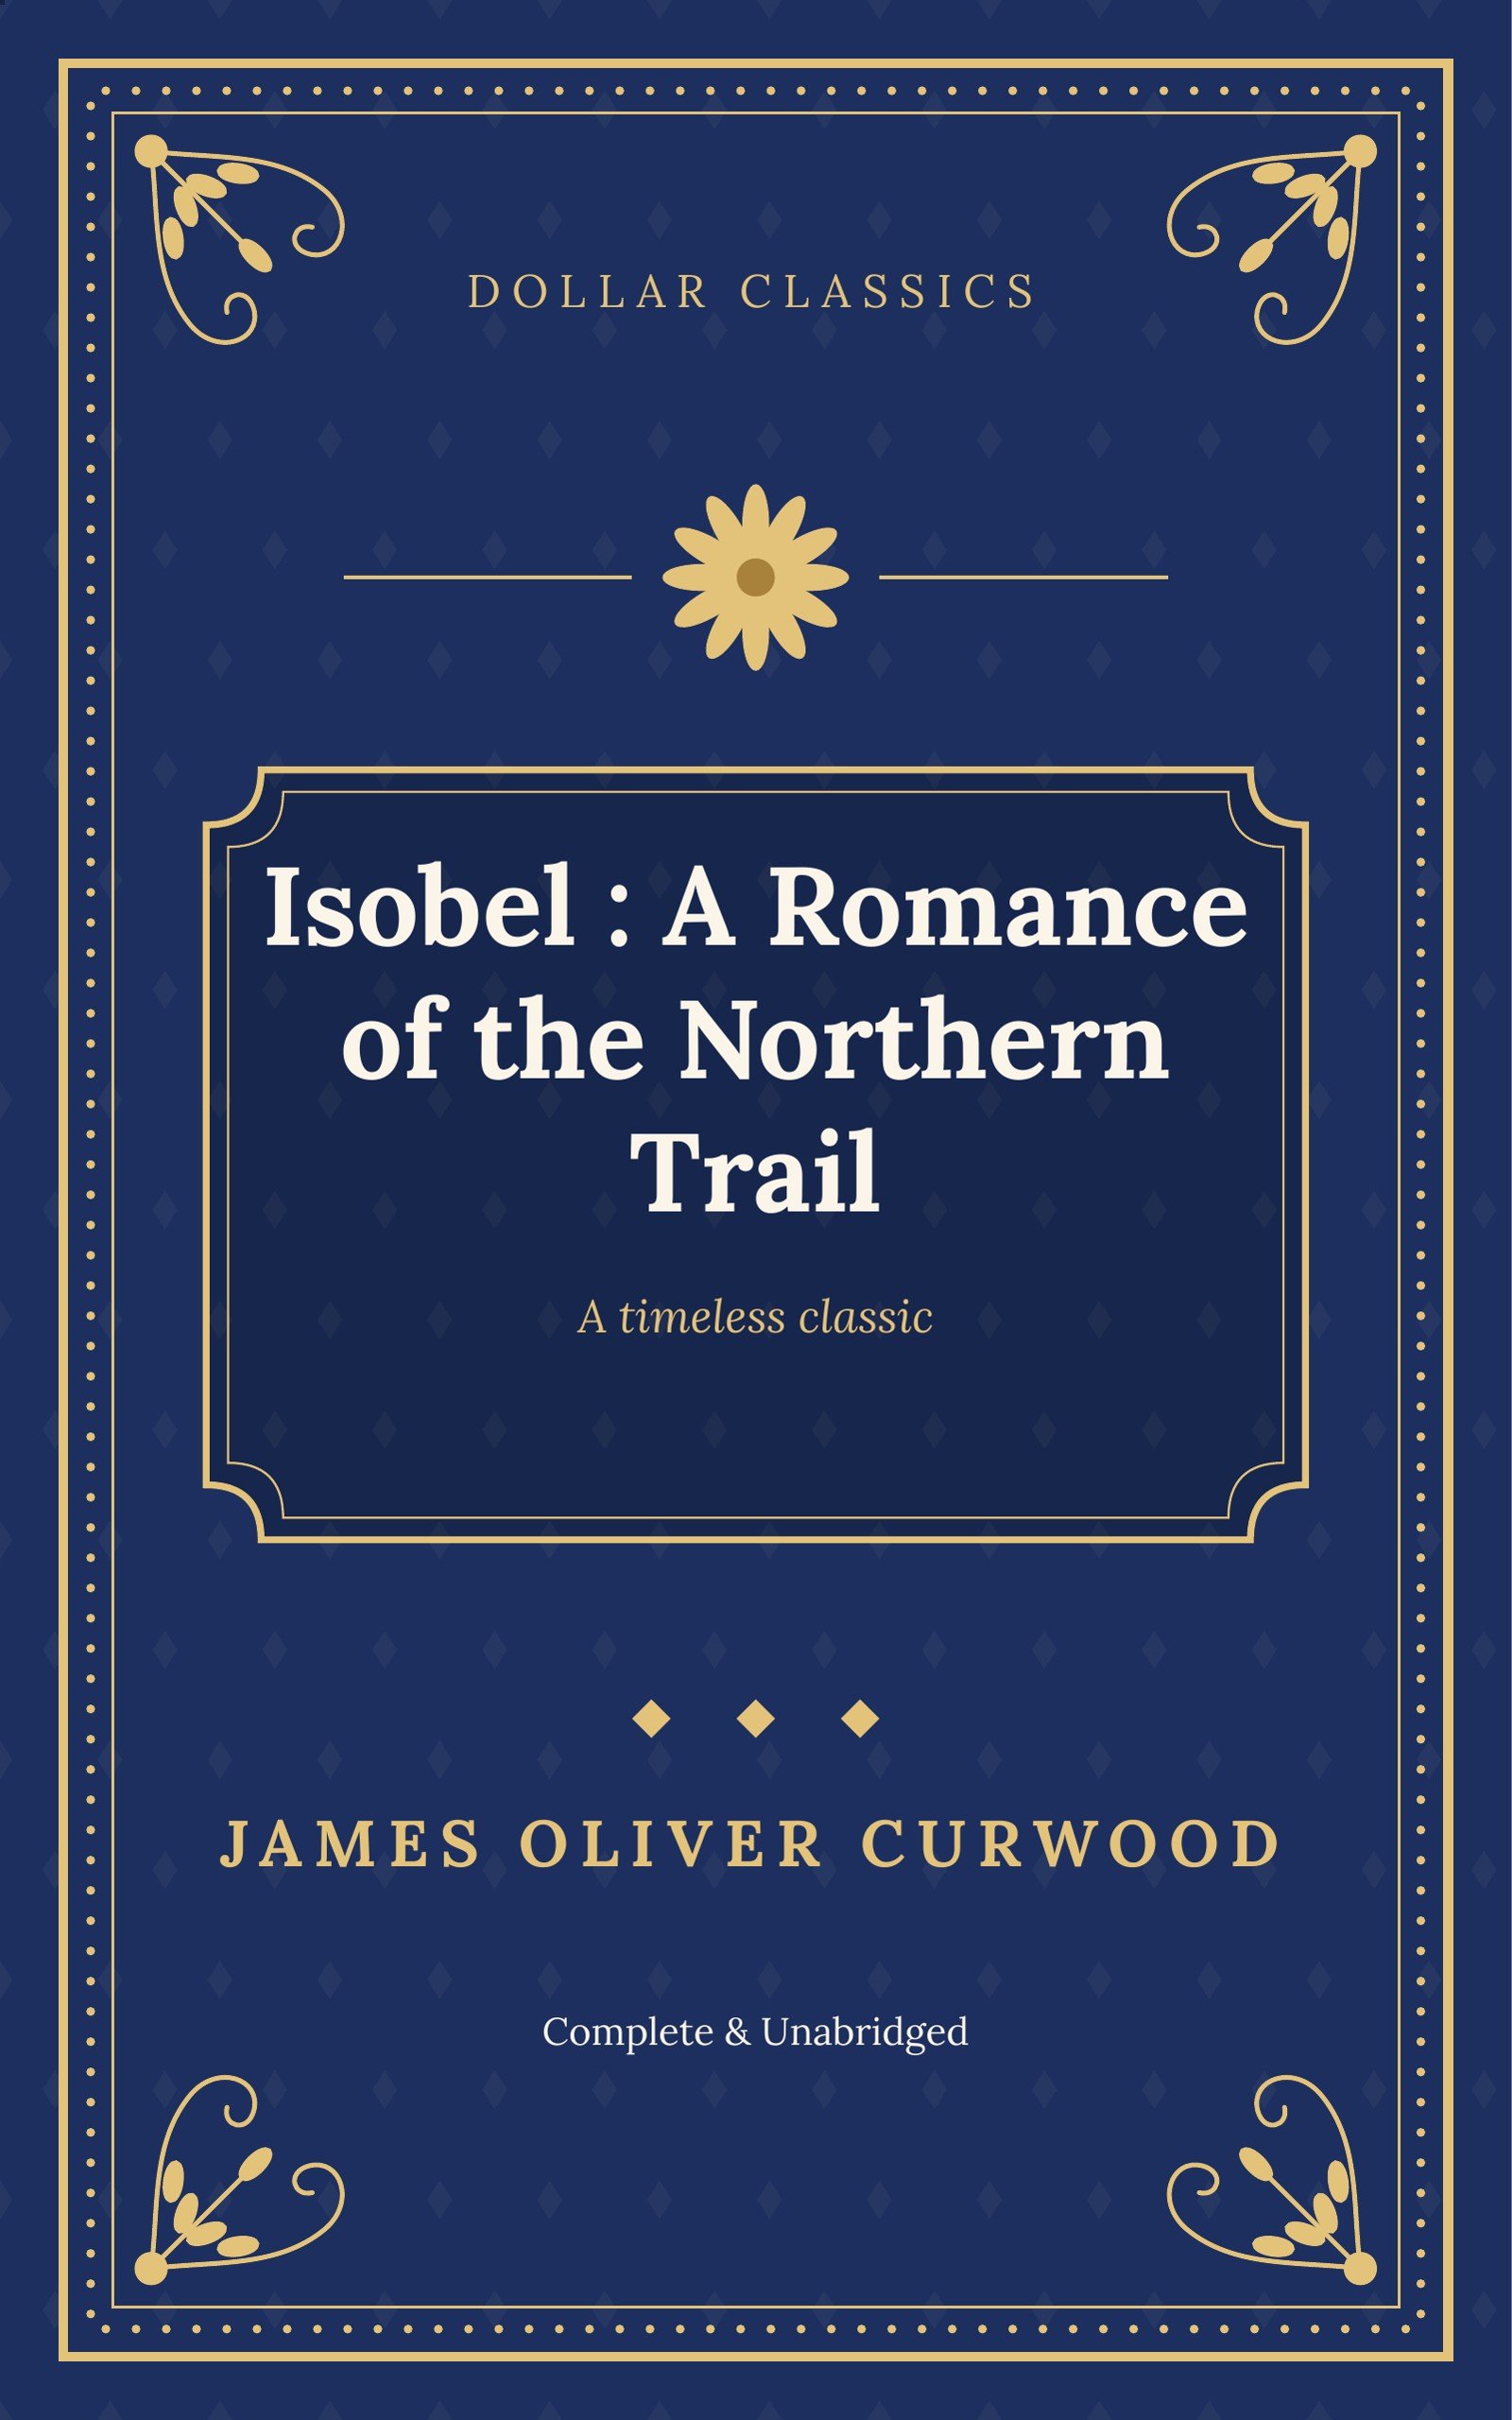 DOLLAR CLASSICS
Isobel : A Romance
of the Northern
Trail
A timeless classic
JAMES OLIVER CURWOOD
Complete & Unabridged